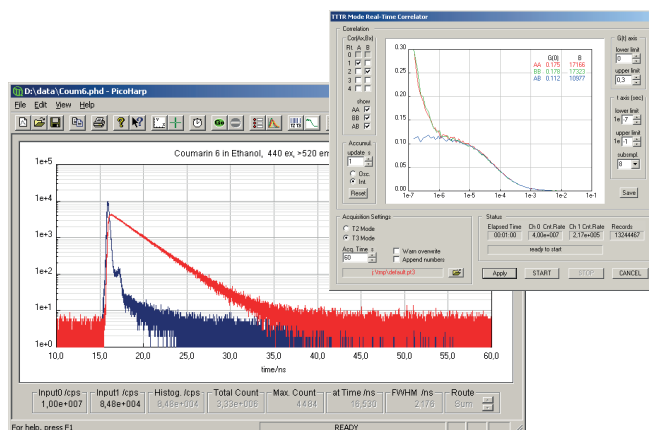 TTTR Mode Real-Time Correlator
Correlation
Cor(Ax,Bx)
Rt. A B
0
1
2
3
4
show
AA
BB
AB
Accumul.
update s
1
Osc.
Int.
Reset
0.30
0.25
0.20
0.15
0.10
0.05
0.00
1e-7 1e-6 1e-5 1e-4 1e-3 1e-2 1e-1
G(0) B
AA 0.175 17166
BB 0.178 17323
AB 0.112 10977
G(t) axis
lower limit
0
upper limit
0,3
t axis (sec)
lower limit
1e -7
upper limit
1e -1
subsmpl.
8
Save
Acquisition Settings
T2 Mode
T3 Mode
Acq. Time s
60
Warn overwrite
Append numbers
Status
Elapsed Time Ch 0 Cnt.Rate Ch 1 Cnt.Rate Records
00:01:00 4,00e+007 2,17e+005 13244467
ready to start
Apply START STOP CANCEL
D:\data\Coum6.phd - PicoHarp
File Edit View Help
Go
Coumarin 6 in Ethanol, 440 ex, >520 em
1e+5
1e+4
1e+3
1e+2
1e+1
1e+0
10,0 15,0 20,0 25,0 30,0 35,0 40,0 45,0 50,0 55,0 60,0
time/ns
Input0 /cps Input1 /cps Histog. /cps Total Count Max. Count at Time /ns FWHM /ns Route
1,00e+007 8,48e+004 8,48e+004 3,33e+006 4484 16,530 2,176 Sum
For help, press F1
READY